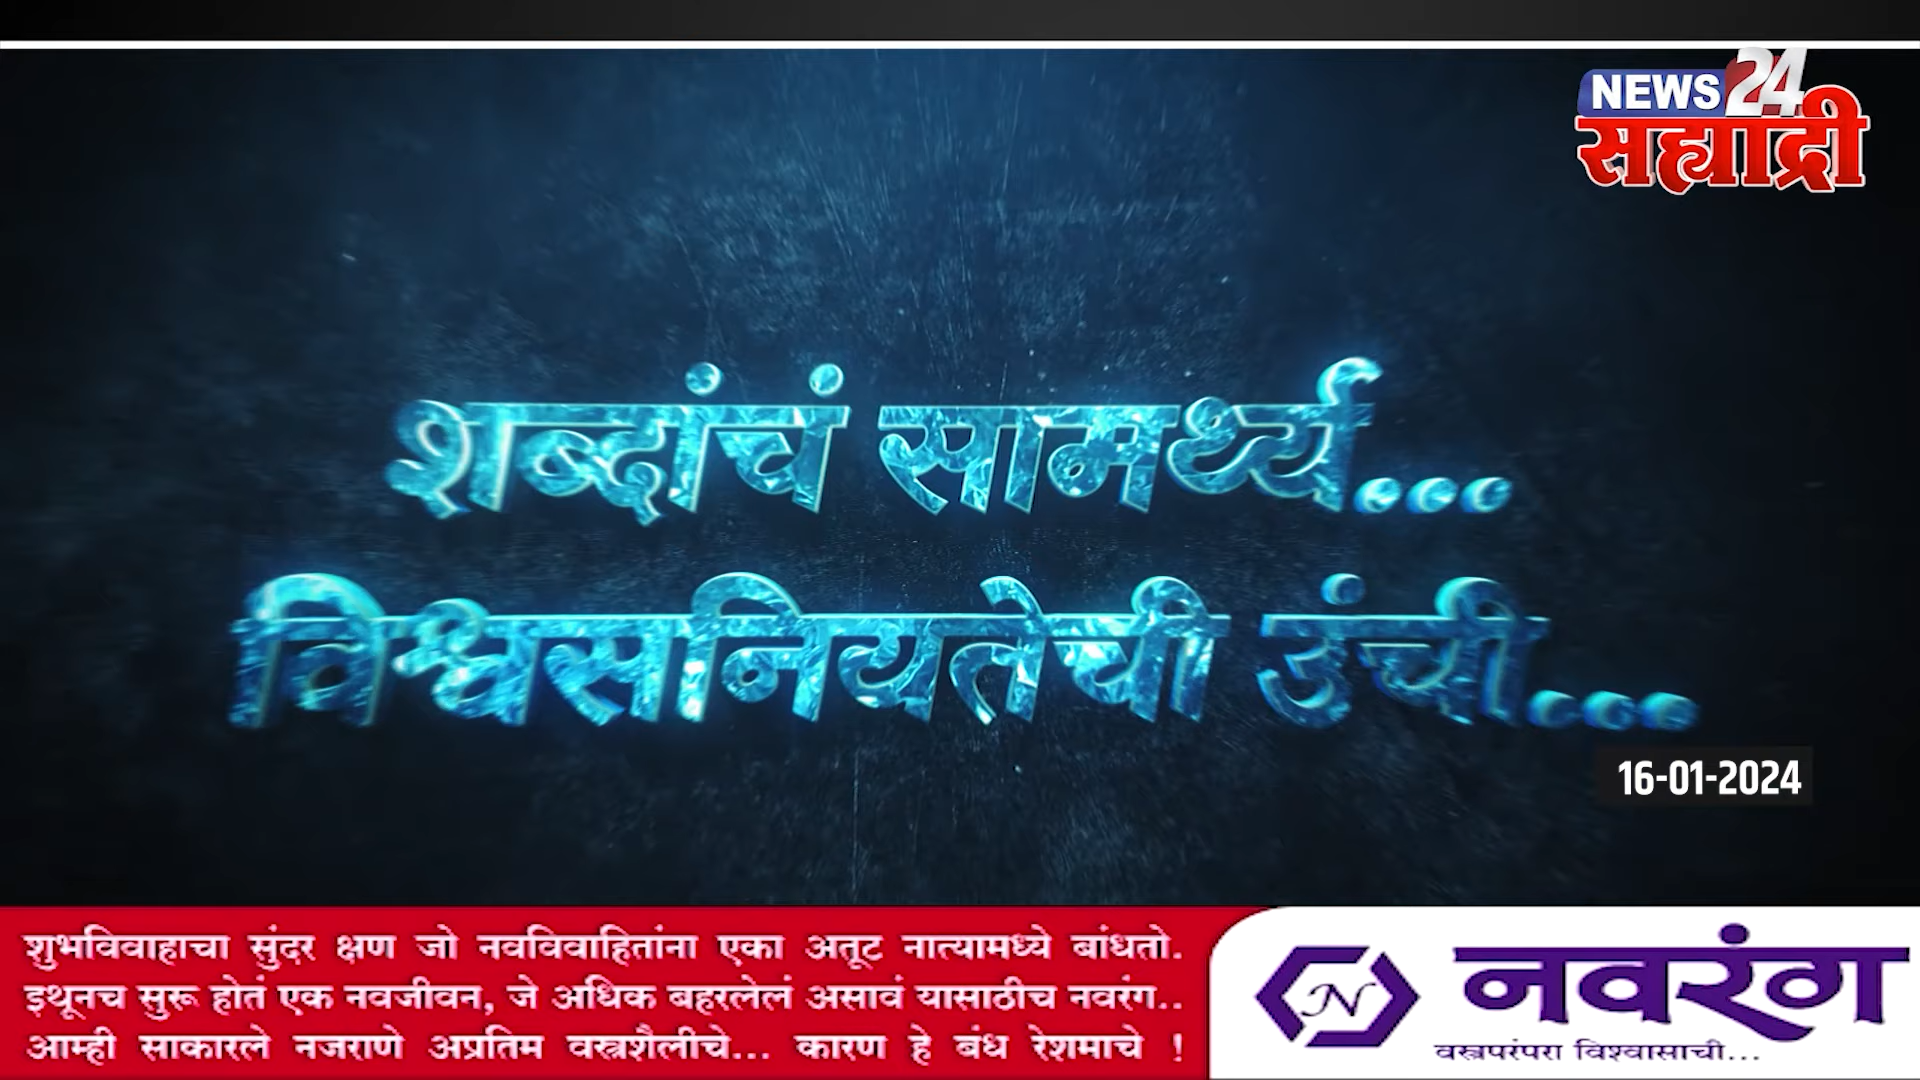 NEWS 24
सह्याद्री
शब्दांचं सामर्थ्य...
विश्वसनियतेची उंची...
16-01-2024
शुभविवाहाचा सुंदर क्षण जो नवविवाहितांना एका अतूट नात्यामध्ये बांधतो.
इथूनच सुरू होतं एक नवजीवन, जे अधिक बहरलेलं असावं यासाठीच नवरंग..
आम्ही साकारले नजराणे अप्रतिम वस्त्रशैलीचे... कारण हे बंध रेशमाचे !
N
नवरंग
वस्त्रपरंपरा विश्वासाची...